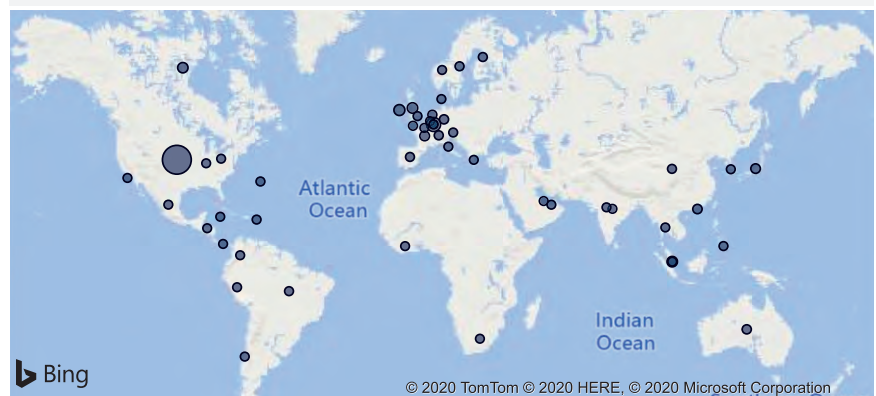 Atlantic
Ocean
Indian
Ocean
Bing
© 2020 TomTom © 2020 HERE, © 2020 Microsoft Corporation